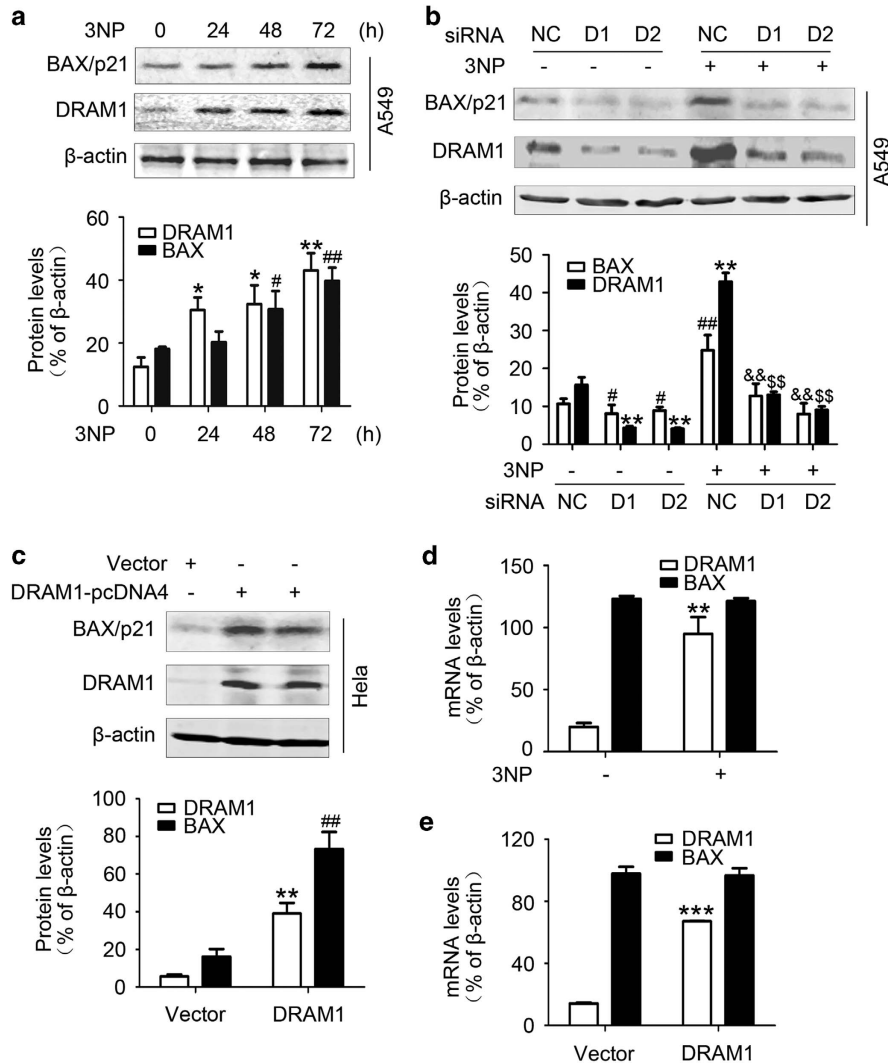 a
3NP 0 24 48 72 (h)
BAX/p21
DRAM1
β-actin
A549
60
40
20
0
Protein levels
(% of β-actin)
DRAM1
BAX
* * # ** ##
3NP 0 24 48 72 (h)
b
siRNA NC D1 D2 NC D1 D2
3NP - - - + + +
BAX/p21
DRAM1
β-actin
A549
50
40
30
20
10
0
Protein levels
(% of β-actin)
BAX
DRAM1
# ** # ** ## ** && $$ && $$
3NP - - - + + +
siRNA NC D1 D2 NC D1 D2
c
Vector + - -
DRAM1-pcDNA4 - + +
BAX/p21
DRAM1
β-actin
Hela
100
80
60
40
20
0
Protein levels
(% of β-actin)
DRAM1
BAX
** ##
Vector DRAM1
d
150
100
50
0
mRNA levels
(% of β-actin)
DRAM1
BAX
**
3NP - +
e
120
80
40
0
mRNA levels
(% of β-actin)
DRAM1
BAX
***
Vector DRAM1